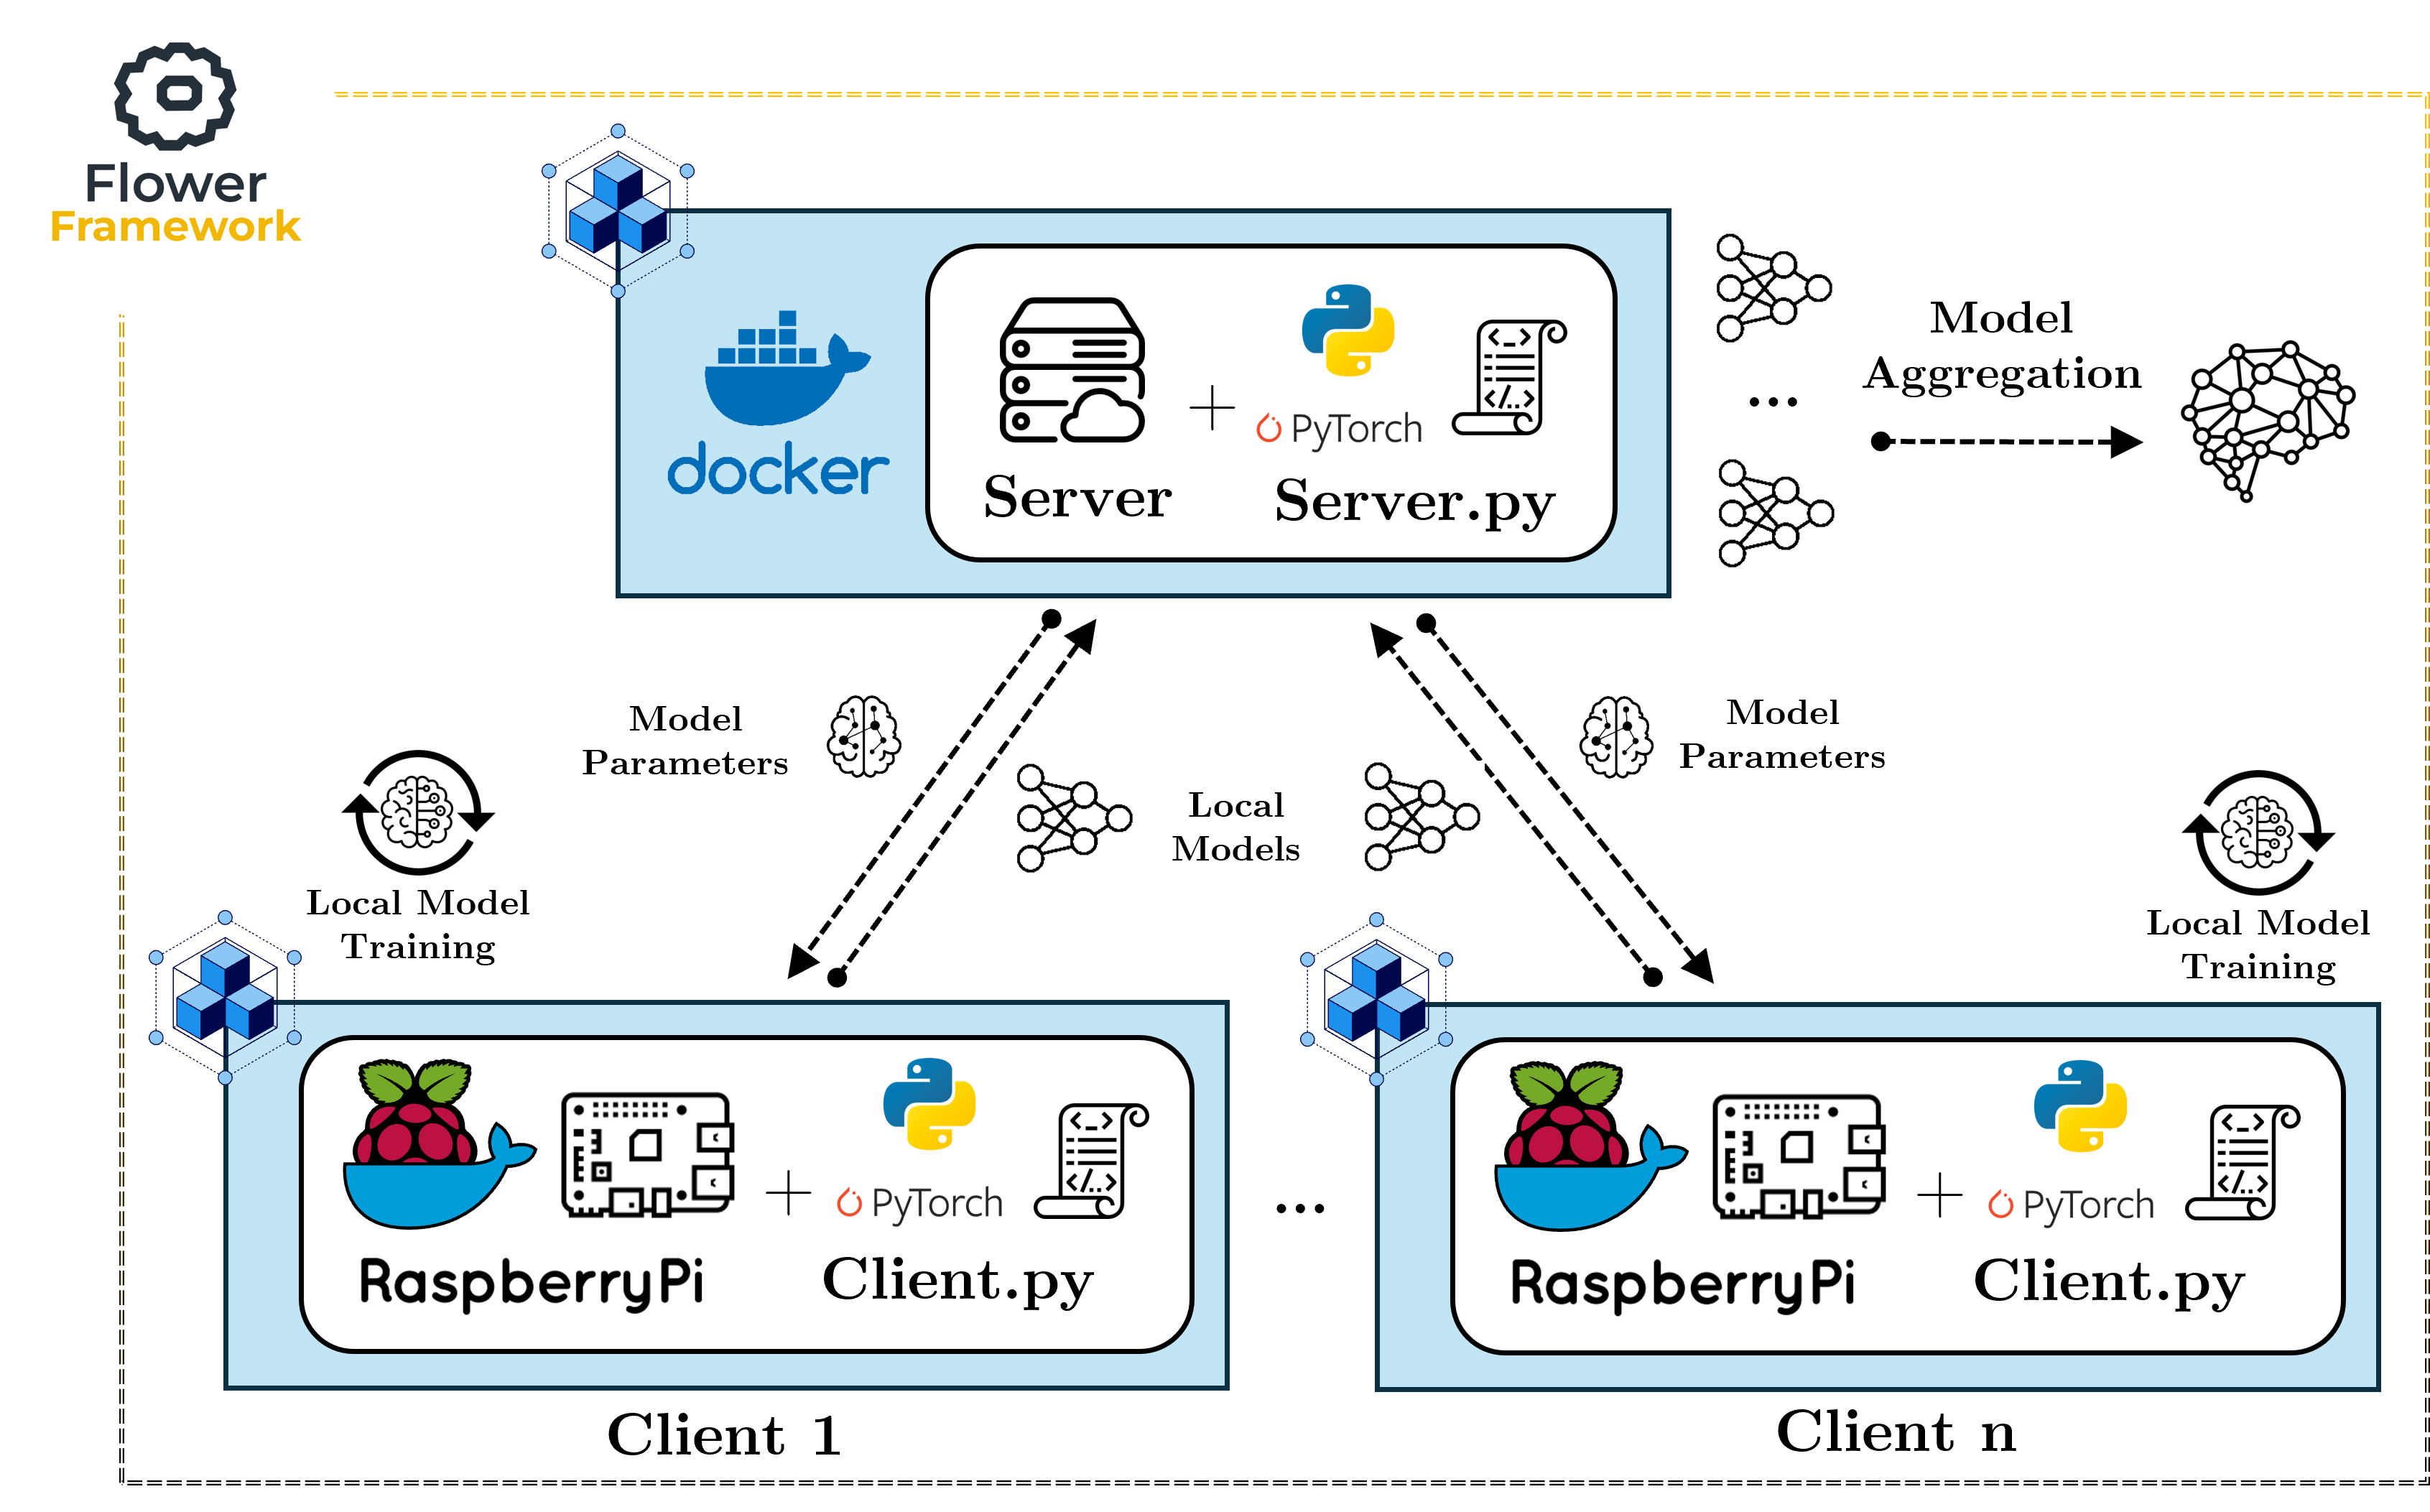 Flower
Framework
docker
Server
+
PyTorch
Server.py
<_>
</..>
...
Model
Aggregation
Model
Parameters
Local
Models
Model
Parameters
Local Model
Training
Local Model
Training
RaspberryPi
+
PyTorch
Client.py
<_>
</..>
...
RaspberryPi
+
PyTorch
Client.py
<_>
</..>
Client 1
Client n